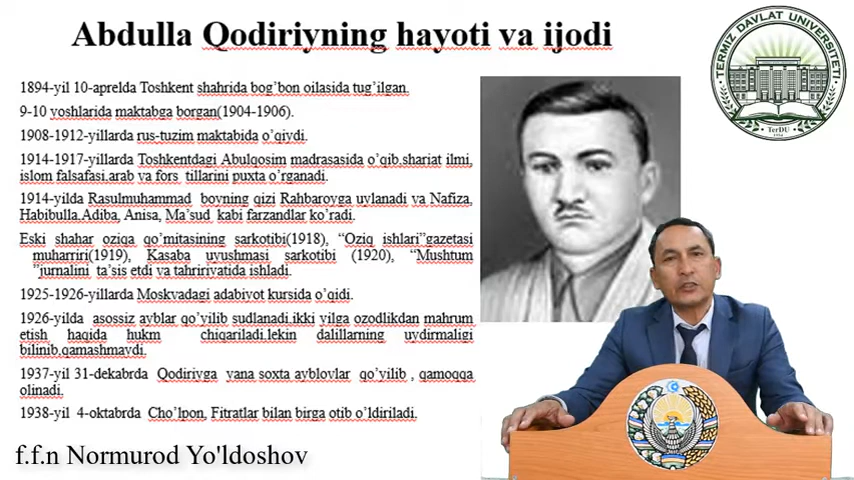 Abdulla Qodiriyning hayoti va ijodi
1894-yil 10-aprelda Toshkent shahrida bog’bon oilasida tug’ilgan.
9-10 yoshlarida maktabga borgan(1904-1906).
1908-1912-yillarda rus-tuzim maktabida o’qiydi.
1914-1917-yillarda Toshkentdagi Abulqosim madrasasida o’qib,shariat ilmi,
islom falsafasi,arab va fors tillarini puxta o’rganadi.
1914-yilda Rasulmuhammad boyning qizi Rahbaroyga uylanadi va Nafiza,
Habibulla,Adiba, Anisa, Ma’sud kabi farzandlar ko’radi.
Eski shahar oziqa qo’mitasining sarkotibi(1918), “Oziq ishlari”gazetasi
muharriri(1919), Kasaba uyushmasi sarkotibi (1920), “Mushtum
”jurnalini ta’sis etdi va tahririyatida ishladi.
1925-1926-yillarda Moskvadagi adabiyot kursida o’qidi.
1926-yilda asossiz ayblar qo’yilib sudlanadi.ikki yilga ozodlikdan mahrum
etish haqida hukm chiqariladi.lekin dalillarning uydirmaligi
bilinib,qamashmaydi.
1937-yil 31-dekabrda Qodiriyga yana soxta ayblovlar qo’yilib , qamoqqa
olinadi.
1938-yil 4-oktabrda Cho’lpon, Fitratlar bilan birga otib o’ldiriladi.
f.f.n Normurod Yo'ldoshov
TERMIZ DAVLAT UNIVERSITETI
TerDU